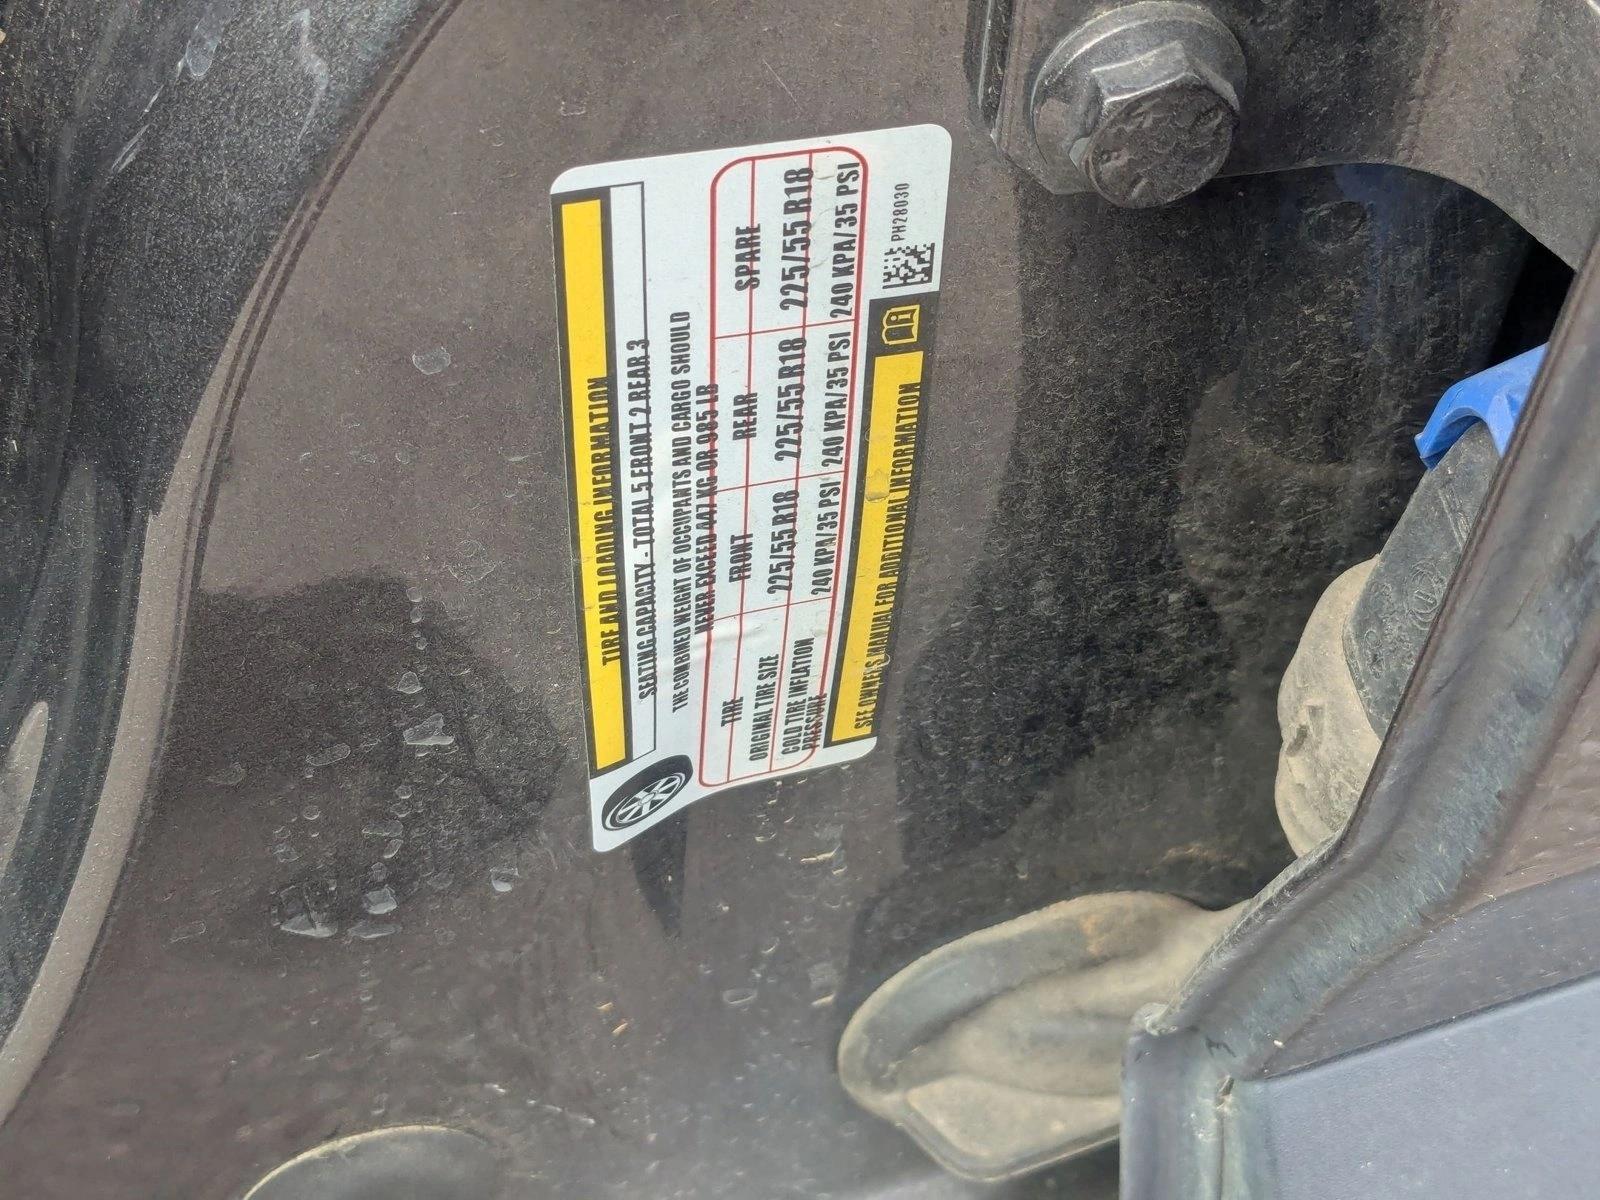 TIRE AND LOADING INFORMATION
SEATING CAPACITY - TOTAL 5 FRONT 2 REAR 3
THE COMBINED WEIGHT OF OCCUPANTS AND CARGO SHOULD
NEVER EXCEED 447 KG OR 985 LB
TIRE FRONT REAR SPARE
ORIGINAL TIRE SIZE 225/55 R18 225/55 R18 225/55 R18
COLD TIRE INFLATION PRESSURE 240 KPA/35 PSI 240 KPA/35 PSI 240 KPA/35 PSI
SEE OWNERS MANUAL FOR ADDITIONAL INFORMATION
PH28030